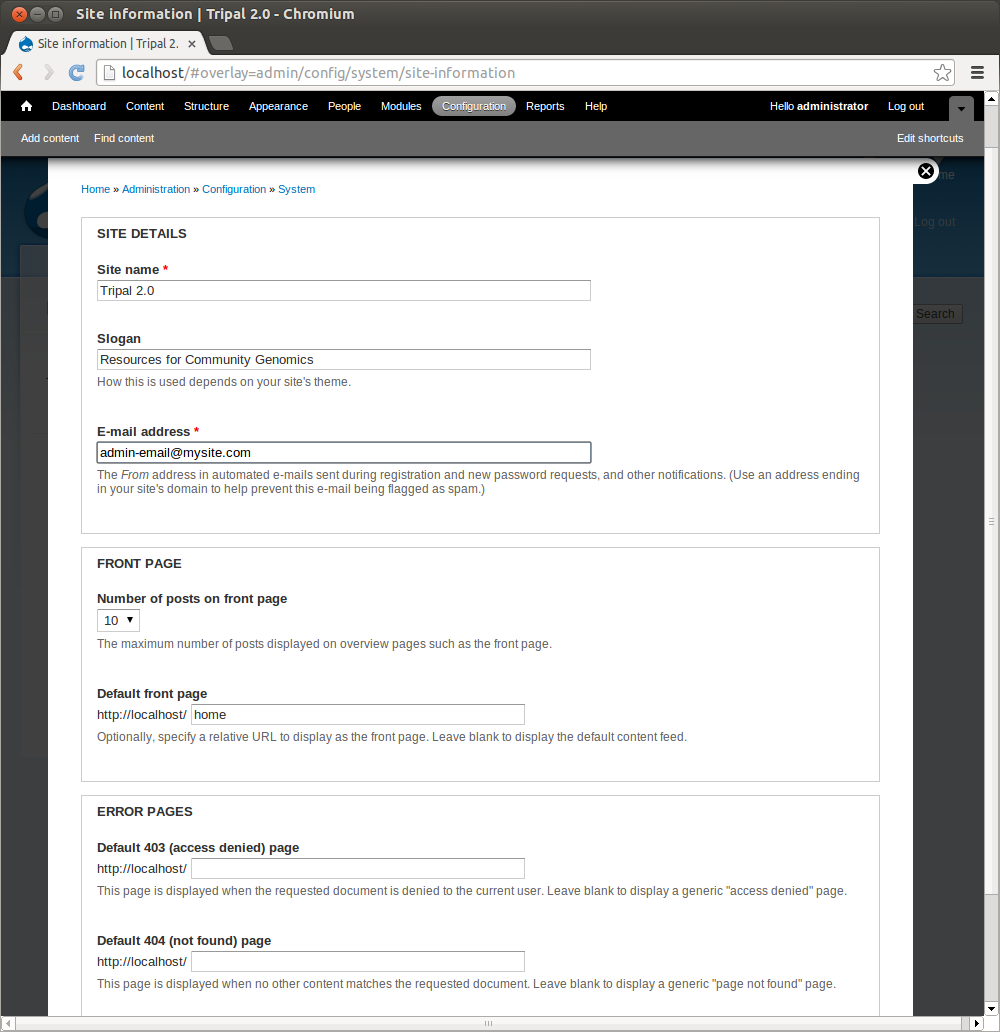 Site information | Tripal 2.0 - Chromium
Site information | Tripal 2.
localhost/#overlay=admin/config/system/site-information
Dashboard Content Structure Appearance People Modules Configuration Reports Help Hello administrator Log out
Add content Find content Edit shortcuts
Home » Administration » Configuration » System
Log out
Search
SITE DETAILS
Site name *
Tripal 2.0
Slogan
Resources for Community Genomics
How this is used depends on your site's theme.
E-mail address *
admin-email@mysite.com
The From address in automated e-mails sent during registration and new password requests, and other notifications. (Use an address ending
in your site's domain to help prevent this e-mail being flagged as spam.)
FRONT PAGE
Number of posts on front page
10
The maximum number of posts displayed on overview pages such as the front page.
Default front page
http://localhost/ home
Optionally, specify a relative URL to display as the front page. Leave blank to display the default content feed.
ERROR PAGES
Default 403 (access denied) page
http://localhost/
This page is displayed when the requested document is denied to the current user. Leave blank to display a generic "access denied" page.
Default 404 (not found) page
http://localhost/
This page is displayed when no other content matches the requested document. Leave blank to display a generic "page not found" page.